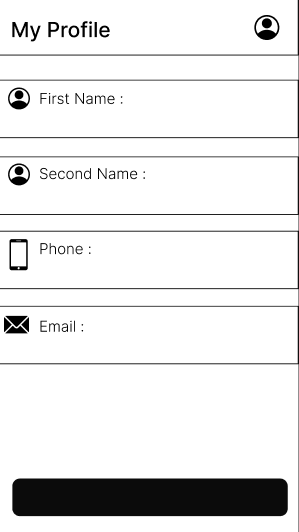 My Profile
First Name :
Second Name :
Phone :
Email :